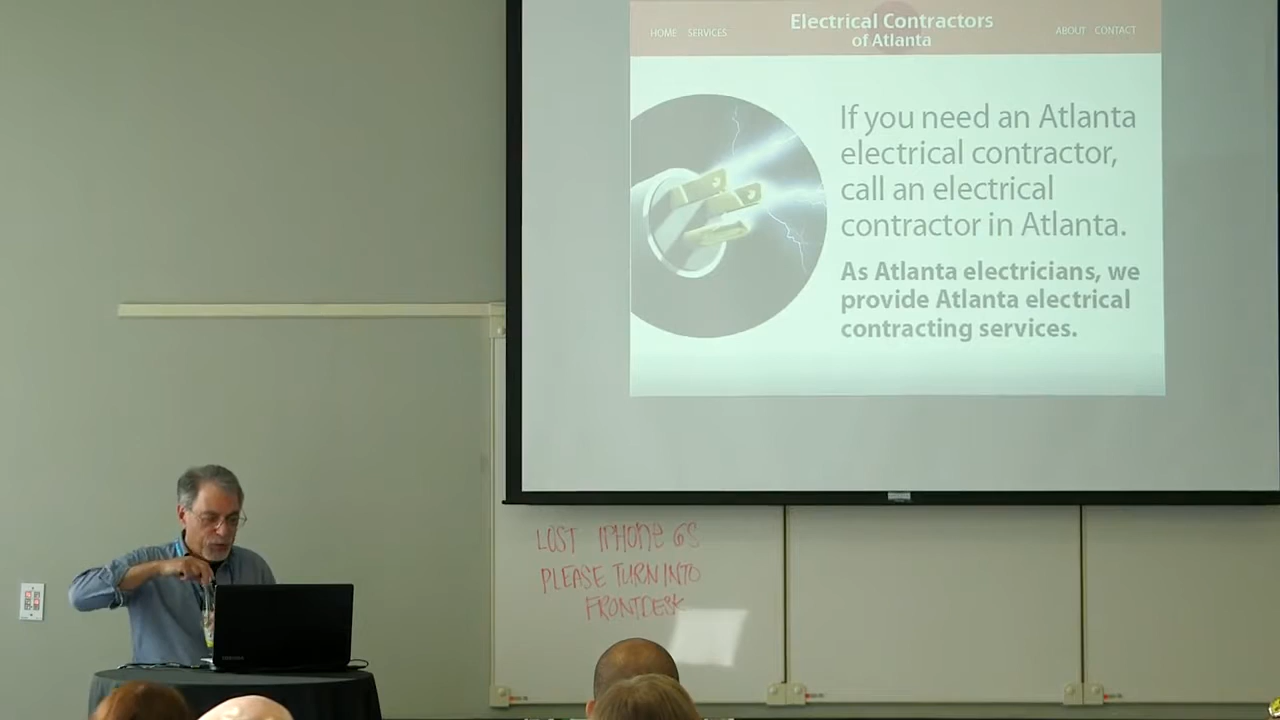 Electrical Contractors
of Atlanta
HOME SERVICES
ABOUT CONTACT
If you need an Atlanta
electrical contractor,
call an electrical
contractor in Atlanta.
As Atlanta electricians, we
provide Atlanta electrical
contracting services.
LOST IPHONE 6S
PLEASE TURN INTO
FRONTDESK
TOSHIBA